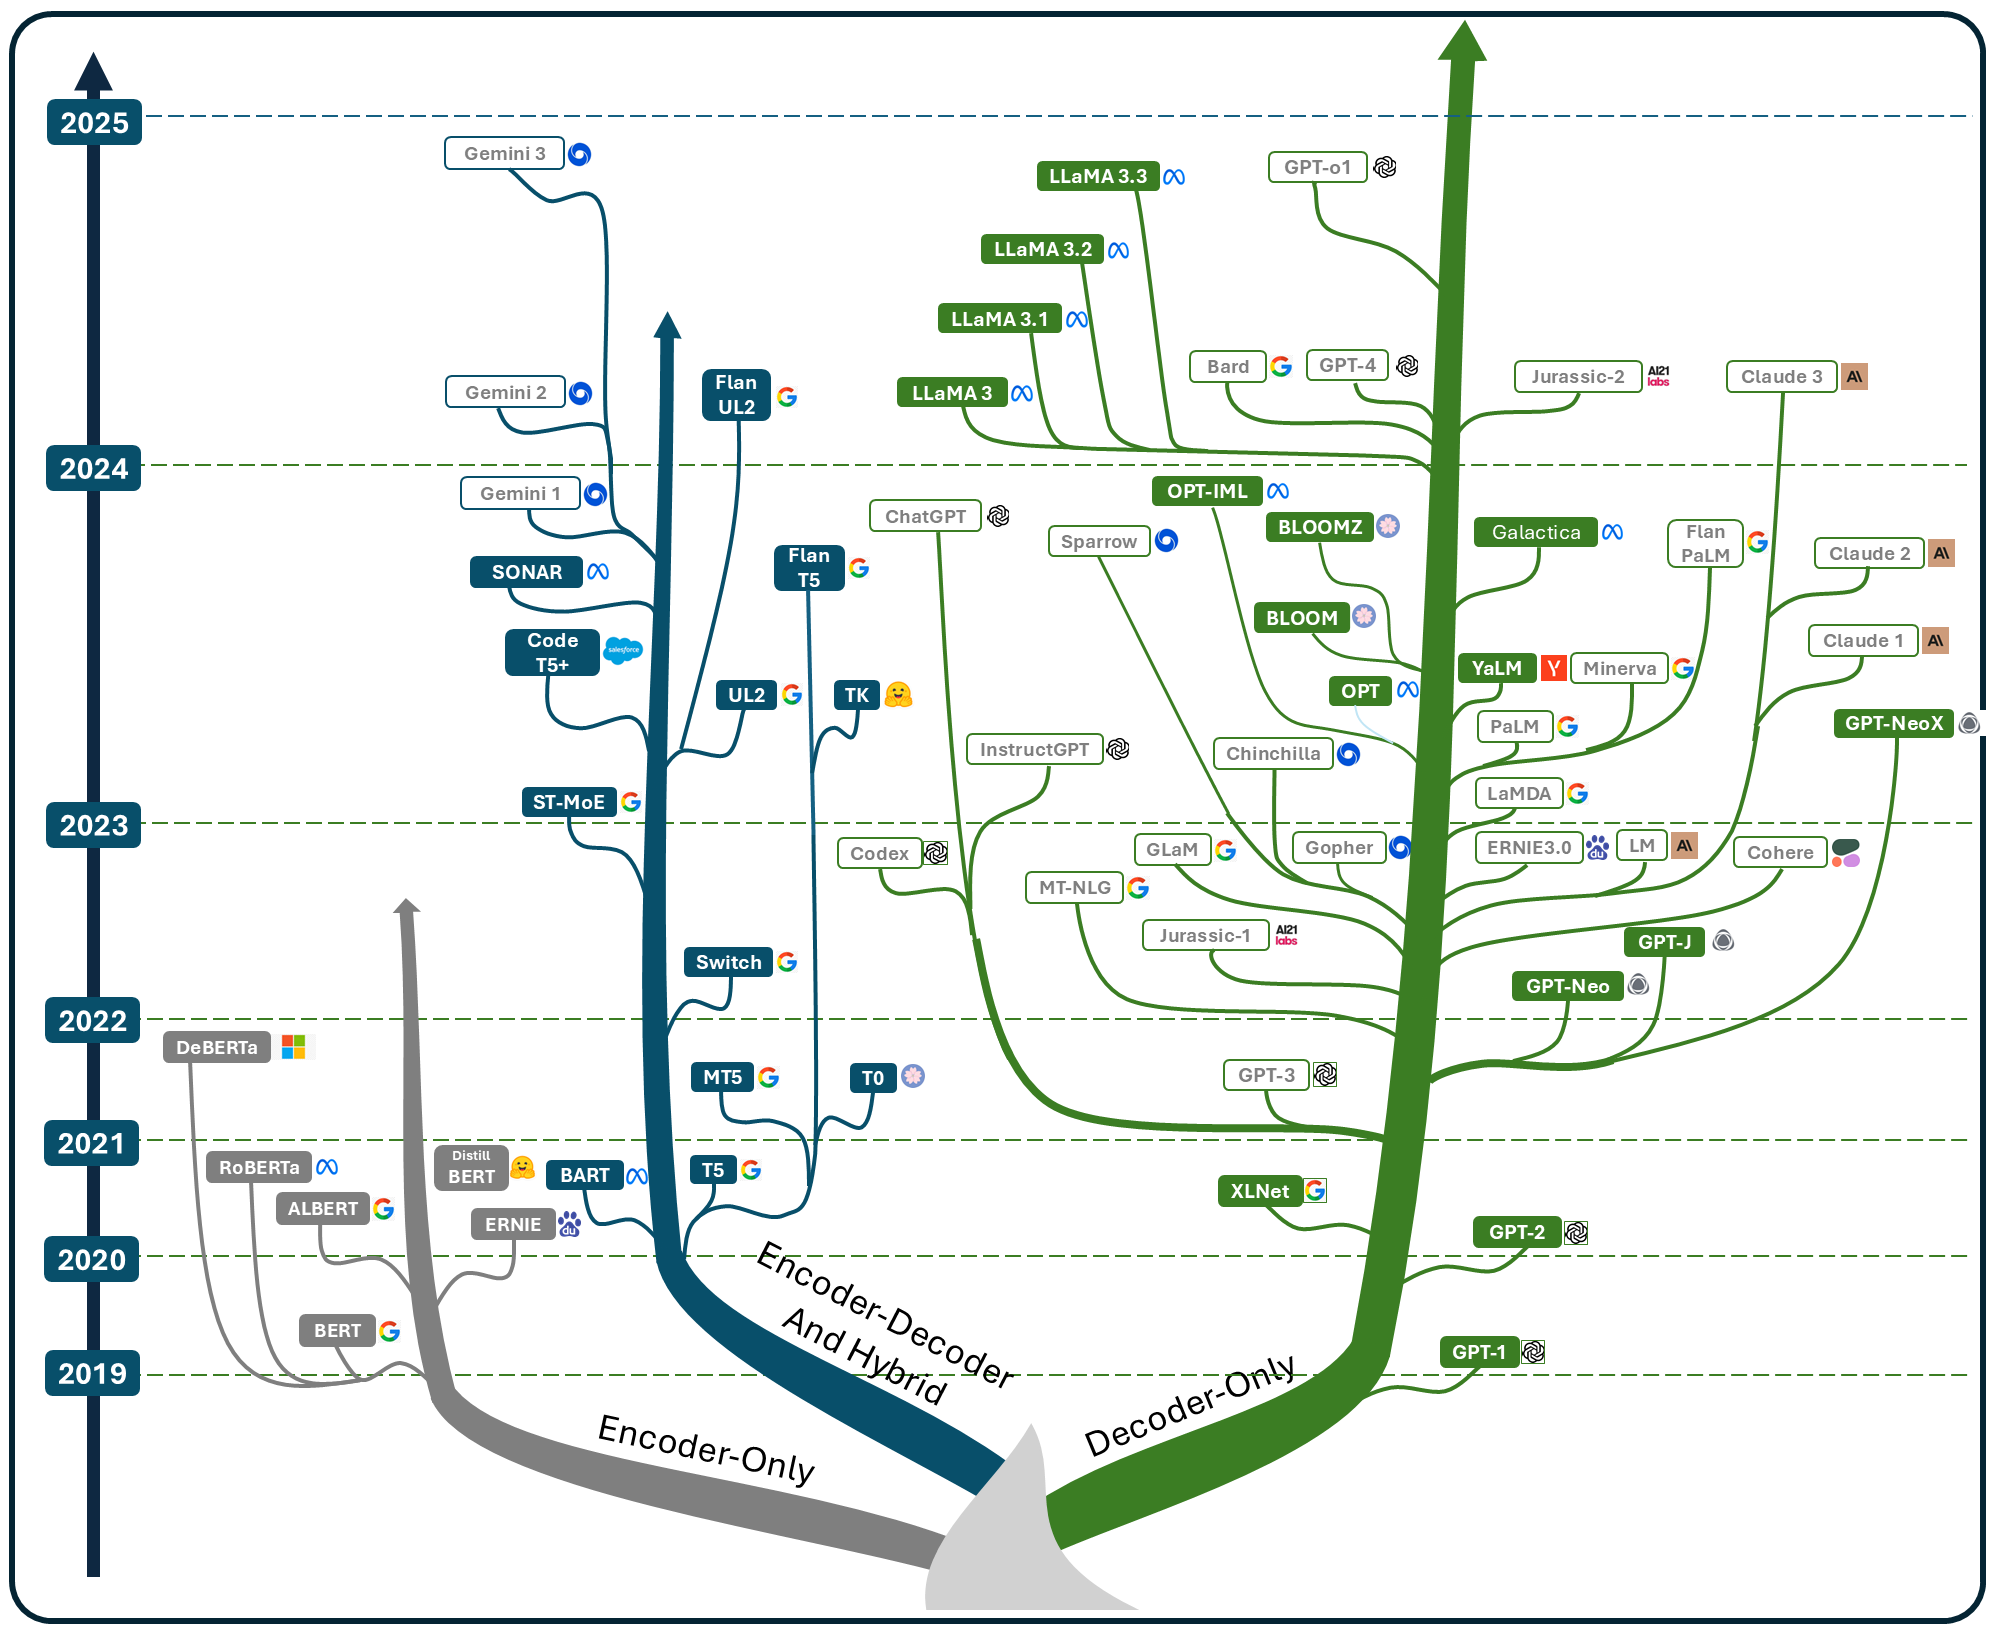 2025
Gemini 3
LLaMA 3.3
GPT-o1
LLaMA 3.2
LLaMA 3.1
Gemini 2
Flan
UL2
LLaMA 3
Bard
GPT-4
Jurassic-2
AI21
labs
Claude 3
2024
Gemini 1
ChatGPT
OPT-IML
Sparrow
BLOOMZ
Galactica
Flan
PaLM
Claude 2
SONAR
Flan
T5
Code
T5+
salesforce
BLOOM
Claude 1
UL2
TK
OPT
YaLM
Y
Minerva
InstructGPT
Chinchilla
PaLM
GPT-NeoX
ST-MoE
LaMDA
2023
Codex
GLaM
Gopher
ERNIE3.0
du
LM
Cohere
MT-NLG
Jurassic-1
AI21
labs
GPT-J
Switch
GPT-Neo
2022
DeBERTa
MT5
T0
GPT-3
2021
RoBERTa
Distill
BERT
BART
T5
XLNet
ALBERT
ERNIE
du
GPT-2
2020
BERT
GPT-1
2019
Encoder-Decoder
And Hybrid
Encoder-Only
Decoder-Only